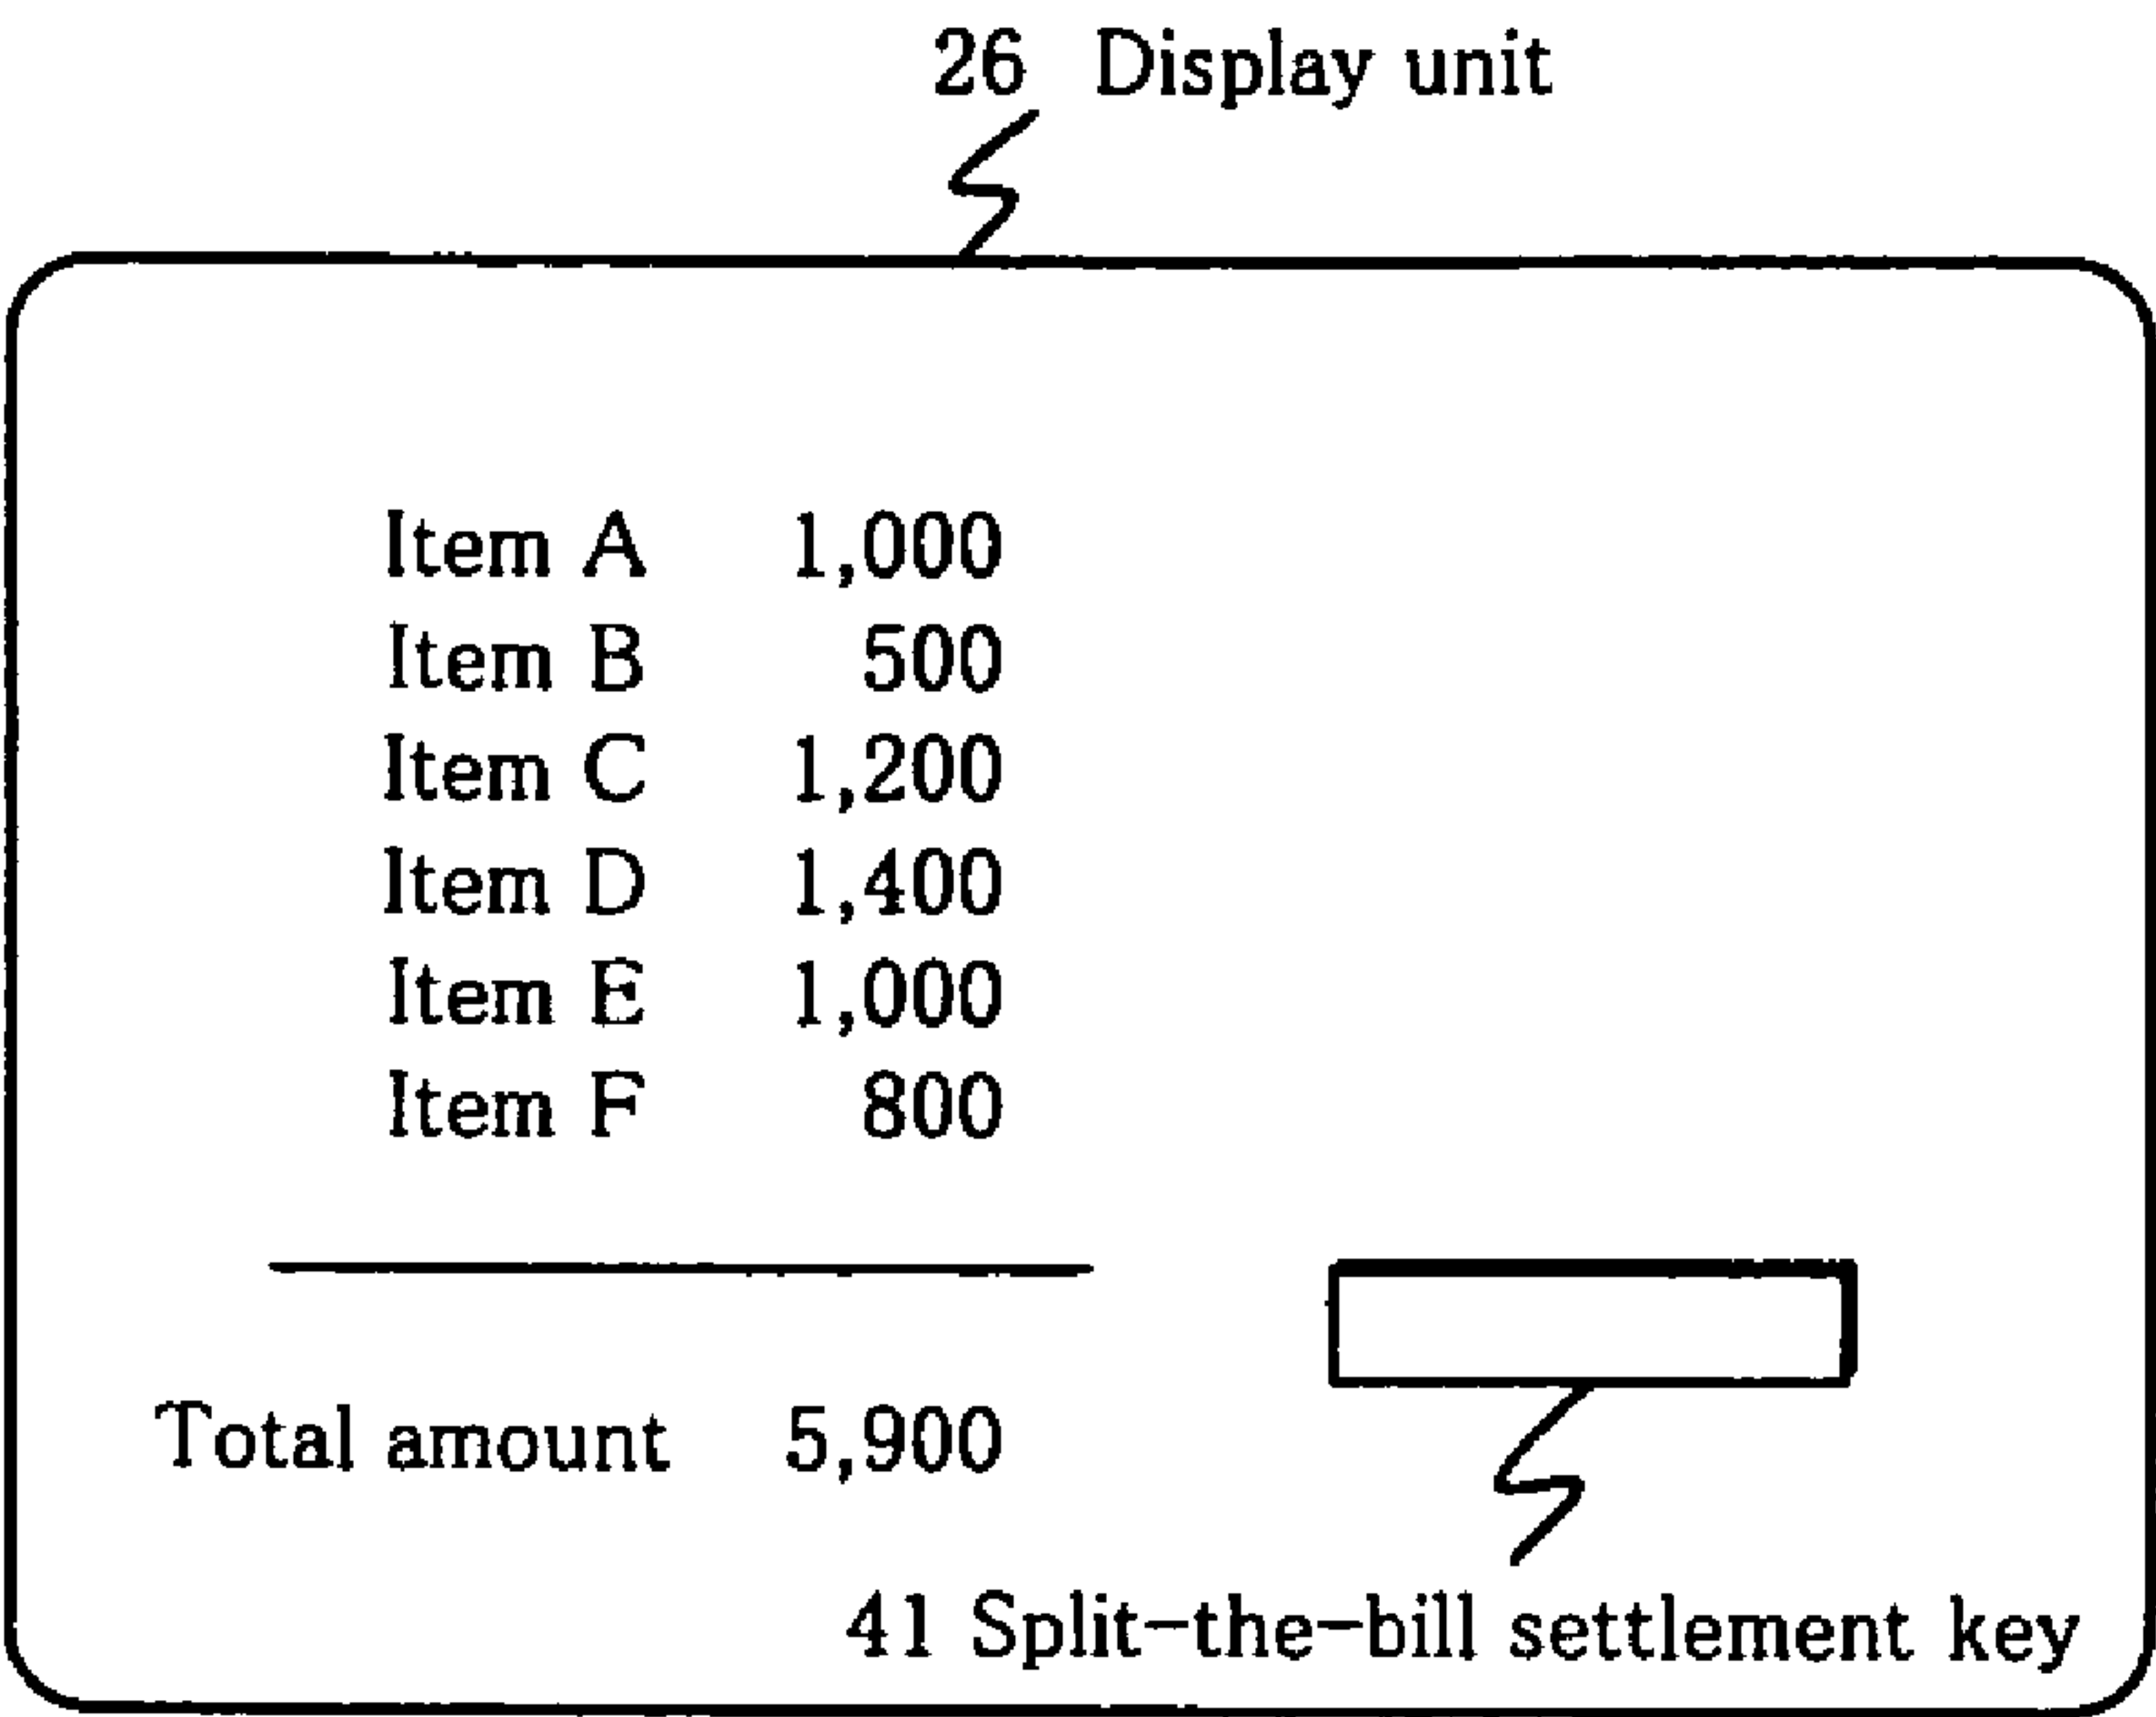 26 Display unit
Item A 1,000
Item B 500
Item C 1,200
Item D 1,400
Item E 1,000
Item F 800
Total amount 5,900
41 Split-the-bill settlement key